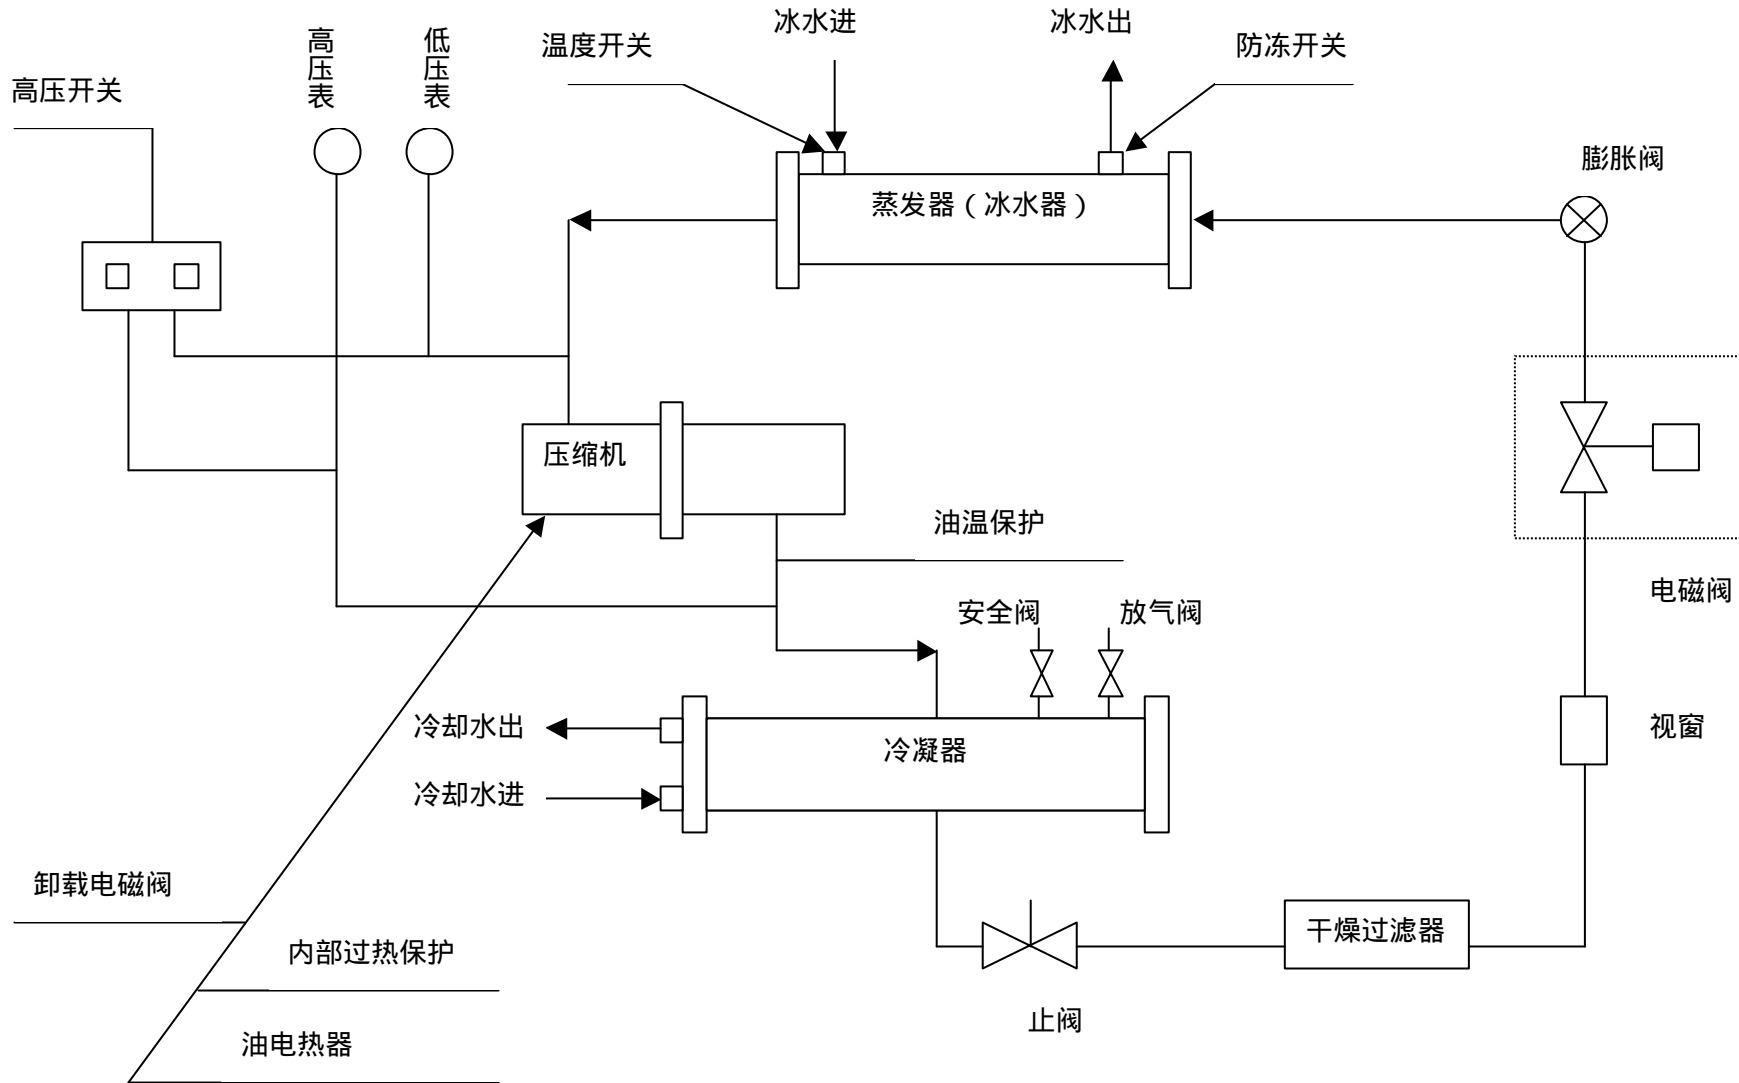 冰水进
冰水出
高压表
低压表
温度开关
防冻开关
高压开关
膨胀阀
蒸发器（冰水器）
压缩机
油温保护
电磁阀
安全阀
放气阀
冷却水出
冷凝器
视窗
冷却水进
卸载电磁阀
干燥过滤器
内部过热保护
止阀
油电热器